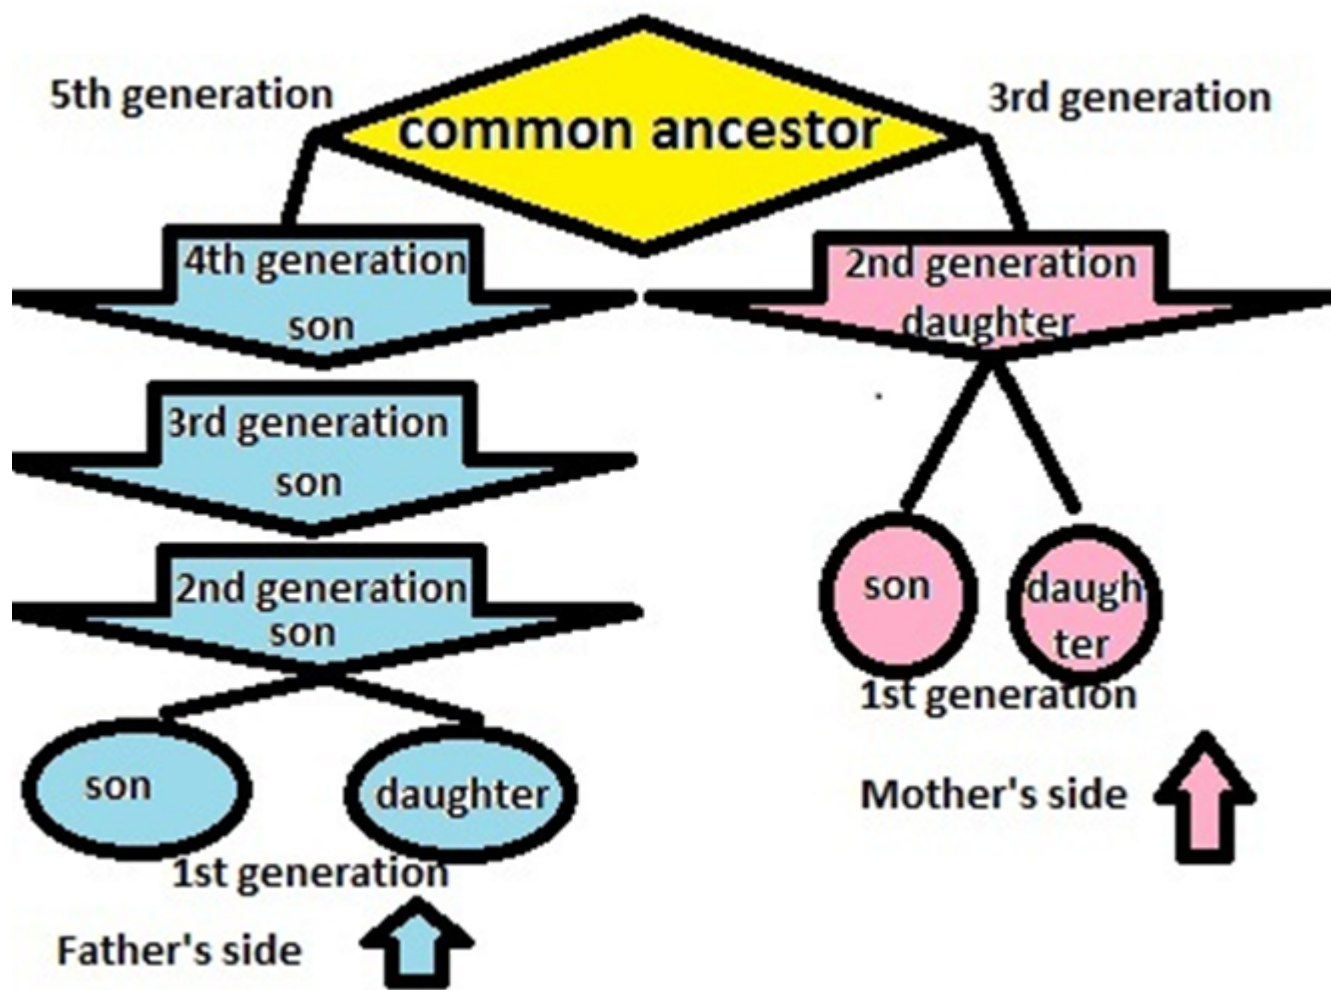 5th generation
common ancestor
3rd generation
4th generation
son
3rd generation
son
2nd generation
son
son
daughter
1st generation
Father's side
2nd generation
daughter
son
daugh
ter
1st generation
Mother's side